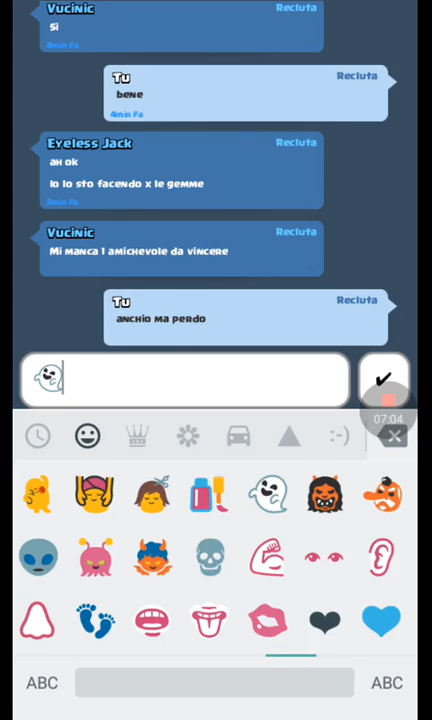 Vucinic Recluta
Si
4min Fa
Tu Recluta
bene
4min Fa
Eyeless Jack Recluta
ah ok
Io lo sto facendo x le gemme
3min Fa
Vucinic Recluta
Mi manca 1 amichevole da vincere
Tu Recluta
anchio ma perdo
07:04
:-)
ABC ABC